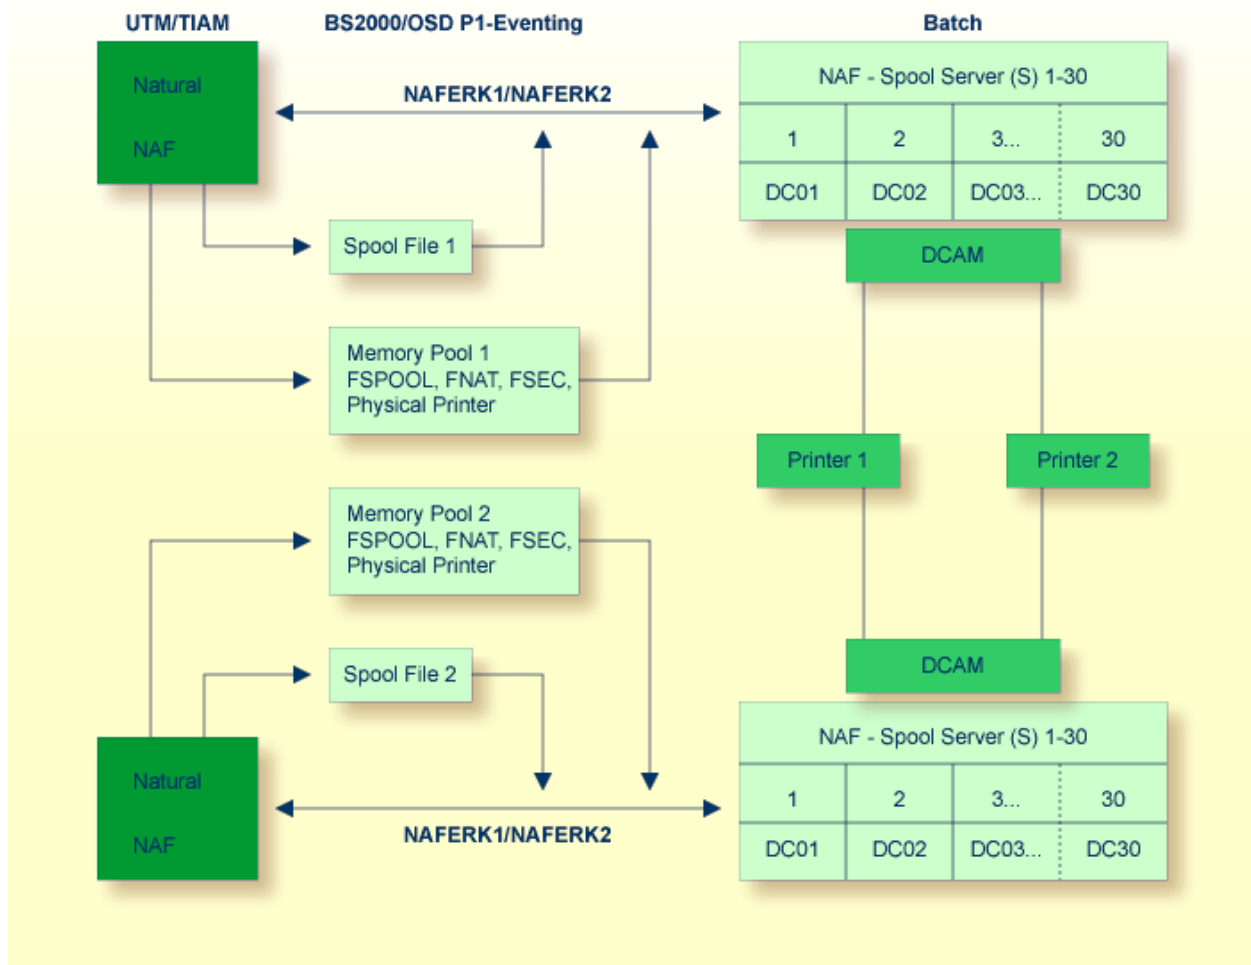 UTM/TIAM
BS2000/OSD P1-Eventing
Batch
Natural
NAF
NAFERK1/NAFERK2
NAF - Spool Server (S) 1-30
1 2 3... 30
DC01 DC02 DC03... DC30
Spool File 1
DCAM
Memory Pool 1
FSPOOL, FNAT, FSEC,
Physical Printer
Printer 1
Printer 2
Memory Pool 2
FSPOOL, FNAT, FSEC,
Physical Printer
Spool File 2
DCAM
Natural
NAF
NAFERK1/NAFERK2
NAF - Spool Server (S) 1-30
1 2 3... 30
DC01 DC02 DC03... DC30